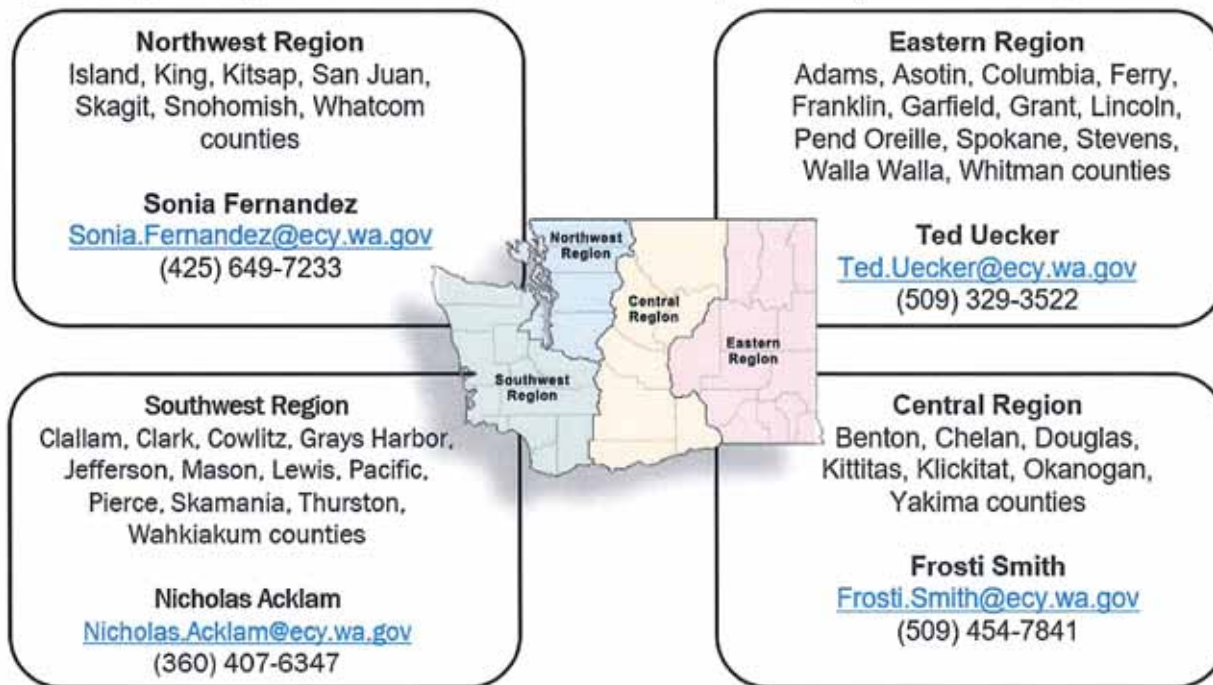 Northwest Region
Island, King, Kitsap, San Juan,
Skagit, Snohomish, Whatcom
counties
Sonia Fernandez
Sonia.Fernandez@ecy.wa.gov
(425) 649-7233
Eastern Region
Adams, Asotin, Columbia, Ferry,
Franklin, Garfield, Grant, Lincoln,
Pend Oreille, Spokane, Stevens,
Walla Walla, Whitman counties
Ted Uecker
Ted.Uecker@ecy.wa.gov
(509) 329-3522
Northwest
Region
Central
Region
Eastern
Region
Southwest
Region
Southwest Region
Clallam, Clark, Cowlitz, Grays Harbor,
Jefferson, Mason, Lewis, Pacific,
Pierce, Skamania, Thurston,
Wahkiakum counties
Nicholas Acklam
Nicholas.Acklam@ecy.wa.gov
(360) 407-6347
Central Region
Benton, Chelan, Douglas,
Kittitas, Klickitat, Okanogan,
Yakima counties
Frosti Smith
Frosti.Smith@ecy.wa.gov
(509) 454-7841